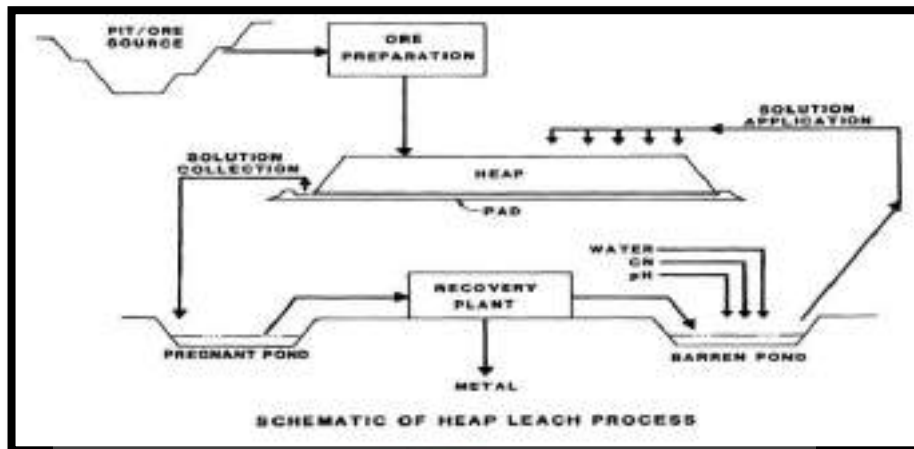 PIT/ORE
SOURCE
ORE
PREPARATION
SOLUTION
APPLICATION
SOLUTION
COLLECTION
HEAP
PAD
WATER
CN
pH
RECOVERY
PLANT
PREGNANT POND
BARREN POND
METAL
SCHEMATIC OF HEAP LEACH PROCESS